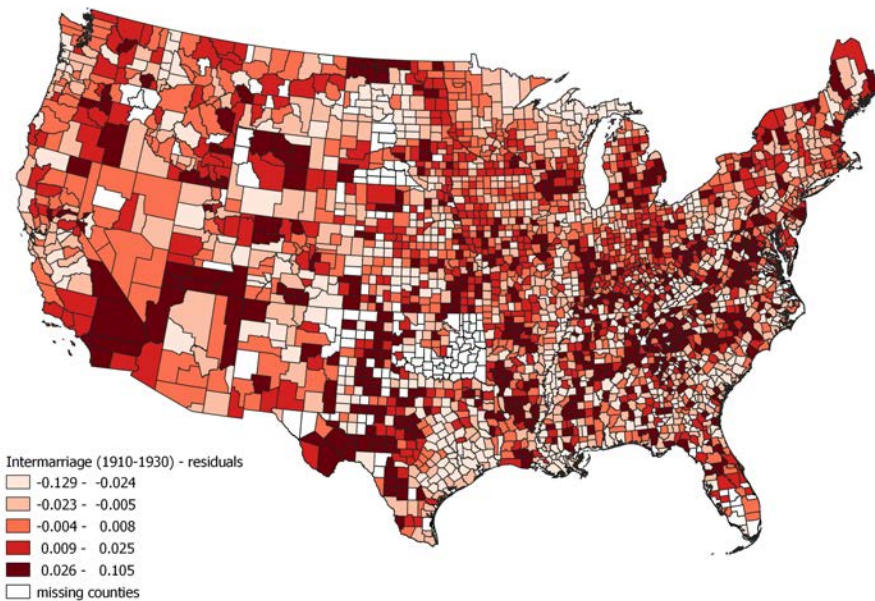 Intermarriage (1910-1930) - residuals
-0.129 - -0.024
-0.023 - -0.005
-0.004 - 0.008
0.009 - 0.025
0.026 - 0.105
missing counties